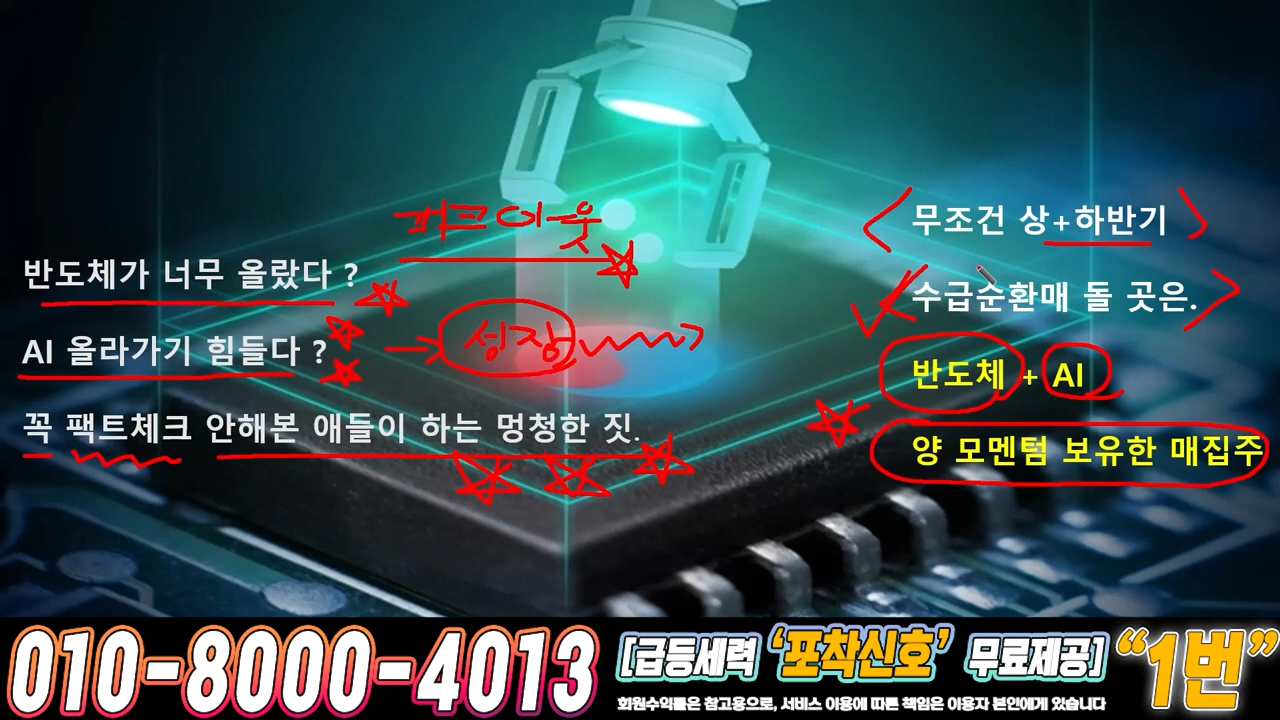 피크아웃
반도체가 너무 올랐다 ?
AI 올라가기 힘들다 ?
성장
꼭 팩트체크 안해본 애들이 하는 멍청한 짓.
무조건 상+하반기
수급순환매 돌 곳은.
반도체 + AI
양 모멘텀 보유한 매집주
010-8000-4013
[급등세력 ‘포착신호’ 무료제공] “1번”
회원수익률은 참고용으로, 서비스 이용에 따른 책임은 이용자 본인에게 있습니다